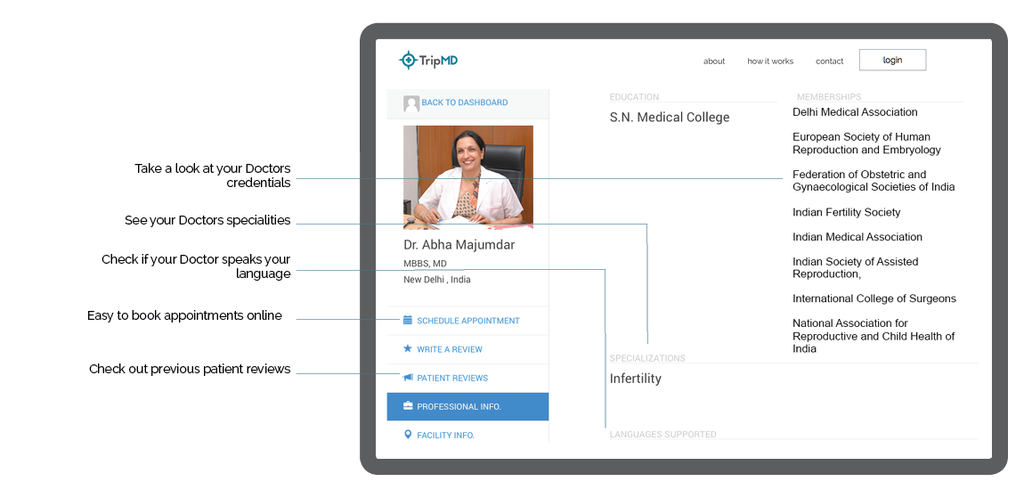 TripMD
about how it works contact login
Take a look at your Doctors
credentials
See your Doctors specialities
Check if your Doctor speaks your
language
Easy to book appointments online
Check out previous patient reviews
BACK TO DASHBOARD
Dr. Abha Majumdar
MBBS, MD
New Delhi , India
SCHEDULE APPOINTMENT
WRITE A REVIEW
PATIENT REVIEWS
PROFESSIONAL INFO.
FACILITY INFO.
EDUCATION
S.N. Medical College
MEMBERSHIPS
Delhi Medical Association
European Society of Human
Reproduction and Embryology
Federation of Obstetric and
Gynaecological Societies of India
Indian Fertility Society
Indian Medical Association
Indian Society of Assisted
Reproduction,
International College of Surgeons
National Association for
Reproductive and Child Health of
India
SPECIALIZATIONS
Infertility
LANGUAGES SUPPORTED